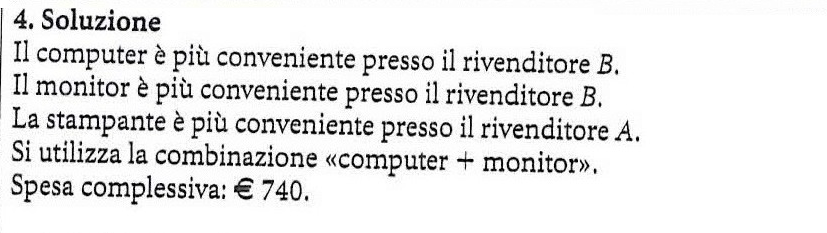 4. Soluzione
Il computer è più conveniente presso il rivenditore B.
Il monitor è più conveniente presso il rivenditore B.
La stampante è più conveniente presso il rivenditore A.
Si utilizza la combinazione «computer + monitor».
Spesa complessiva: € 740.